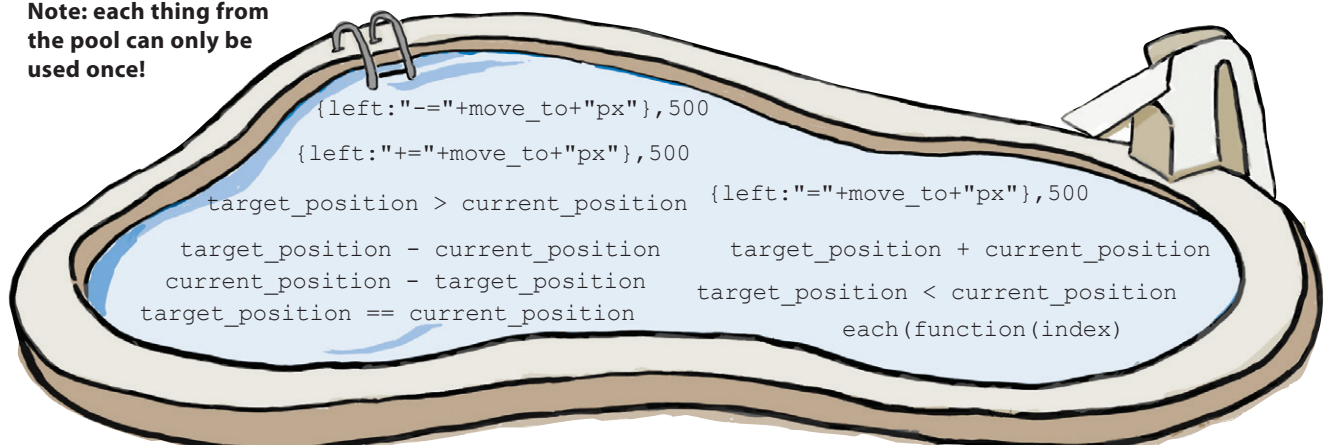 Note: each thing from
the pool can only be
used once!
{left:"-="+move_to+"px"},500
{left:"+="+move_to+"px"},500
target_position > current_position
{left:"="+move_to+"px"},500
target_position - current_position
target_position + current_position
current_position - target_position
target_position < current_position
target_position == current_position
each(function(index)